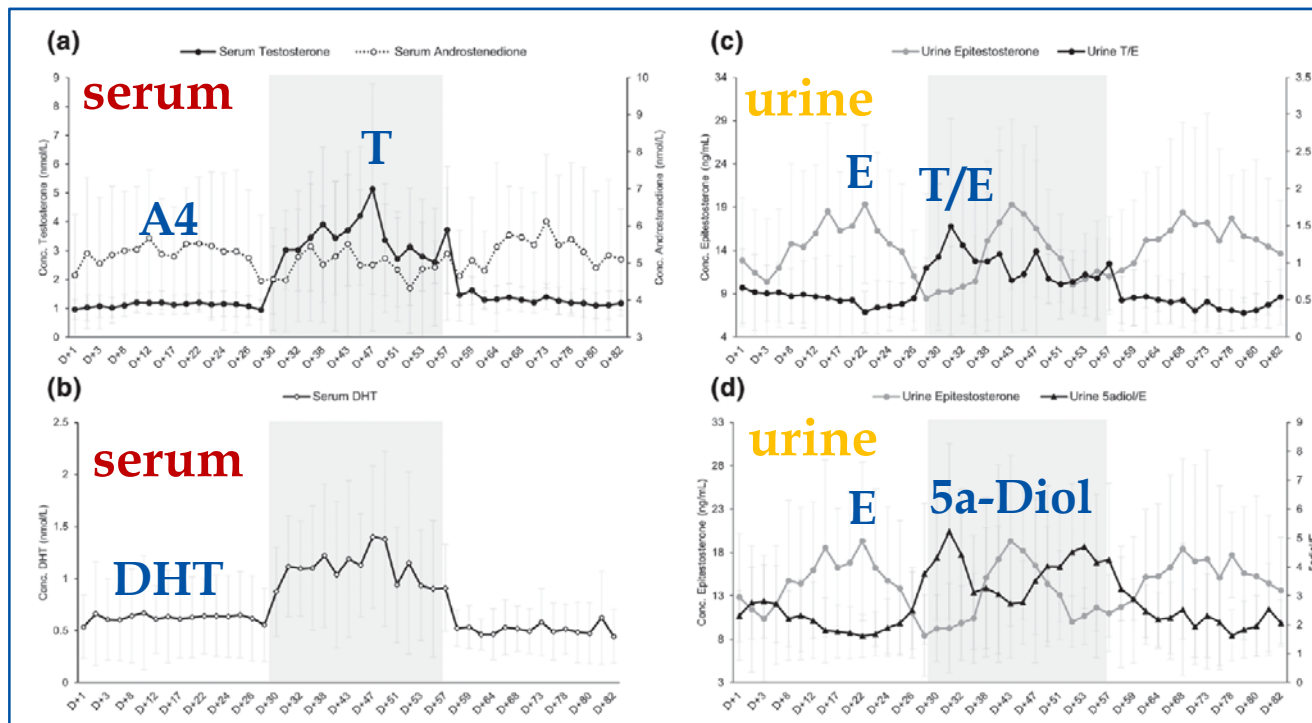 (a)
Serum Testosterone
Serum Androstenedione
serum
T
A4
Conc. Testosterone (nmol/L)
9
8
7
6
5
4
3
2
1
0
Conc. Androstenedione (nmol/L)
10
9
8
7
6
5
4
3
D+1
D+3
D+8
D+12
D+17
D+22
D+24
D+26
D+30
D+32
D+38
D+43
D+47
D+51
D+53
D+57
D+59
D+64
D+68
D+73
D+78
D+80
D+82
(c)
Urine Epitestosterone
Urine T/E
urine
E
T/E
Conc. Epitestosterone (ng/mL)
34
29
24
19
14
9
4
3.5
3
2.5
2
1.5
1
0.5
0
D+1
D+3
D+8
D+12
D+17
D+22
D+24
D+26
D+30
D+32
D+38
D+43
D+47
D+51
D+53
D+57
D+59
D+64
D+68
D+73
D+78
D+80
D+82
(b)
Serum DHT
serum
DHT
Conc. DHT (nmol/L)
2.5
2
1.5
1
0.5
0
D+1
D+3
D+8
D+12
D+17
D+22
D+24
D+26
D+30
D+32
D+38
D+43
D+47
D+51
D+53
D+57
D+59
D+64
D+68
D+73
D+78
D+80
D+82
(d)
Urine Epitestosterone
Urine 5adiol/E
urine
E
5a-Diol
Conc. Epitestosterone (ng/mL)
33
28
23
18
13
8
3
9
8
7
6
5
4
3
2
1
0
D+1
D+3
D+8
D+12
D+17
D+22
D+24
D+26
D+30
D+32
D+38
D+43
D+47
D+51
D+53
D+57
D+59
D+64
D+68
D+73
D+78
D+80
D+82